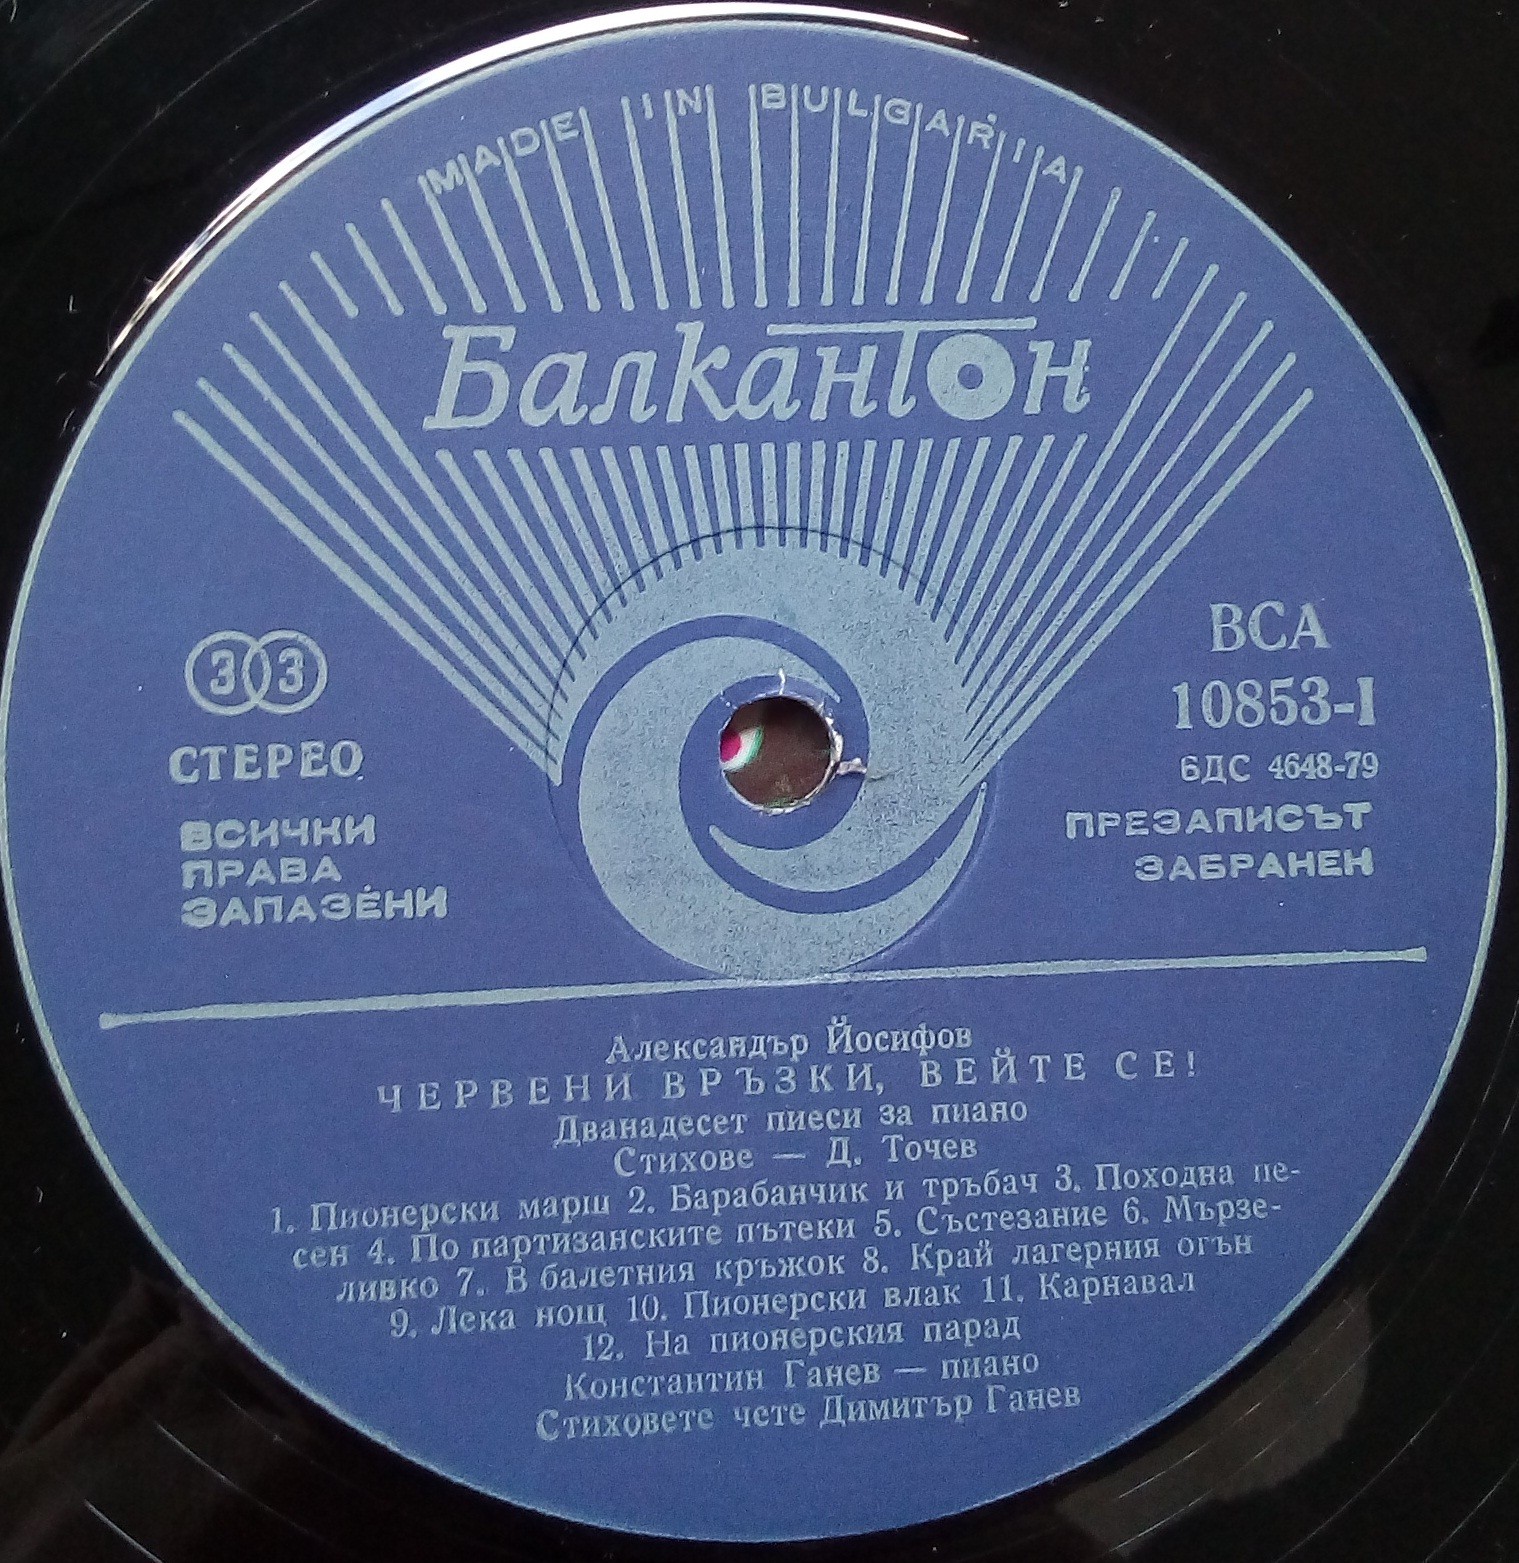 MADE IN BULGARIA
Балкантон
33
СТЕРЕО
ВСИЧКИ
ПРАВА
ЗАПАЗЕНИ
ВСА
10853-I
БДС 4648-79
ПРЕЗАПИСЪТ
ЗАБРАНЕН
Александър Йосифов
ЧЕРВЕНИ ВРЪЗКИ, ВЕЙТЕ СЕ!
Дванадесет пиеси за пиано
Стихове — Д. Точев
1. Пионерски марш 2. Барабанчик и тръбач 3. Походна пе-
сен 4. По партизанските пътеки 5. Състезание 6. Мързе-
ливко 7. В балетния кръжок 8. Край лагерния огън
9. Лека нощ 10. Пионерски влак 11. Карнавал
12. На пионерския парад
Константин Ганев — пиано
Стиховете чете Димитър Ганев